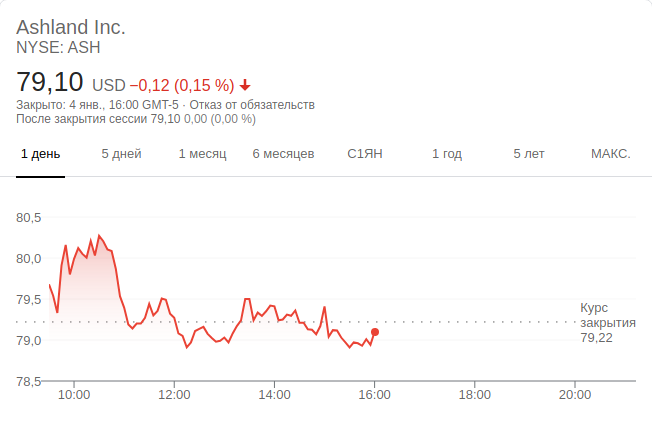 Ashland Inc.
NYSE: ASH
79,10 USD −0,12 (0,15 %)
Закрыто: 4 янв., 16:00 GMT-5 · Отказ от обязательств
После закрытия сессии 79,10 0,00 (0,00 %)
1 день 5 дней 1 месяц 6 месяцев С1ЯН 1 год 5 лет МАКС.
80,5
80,0
79,5
Курс
закрытия
79,22
79,0
78,5
10:00 12:00 14:00 16:00 18:00 20:00